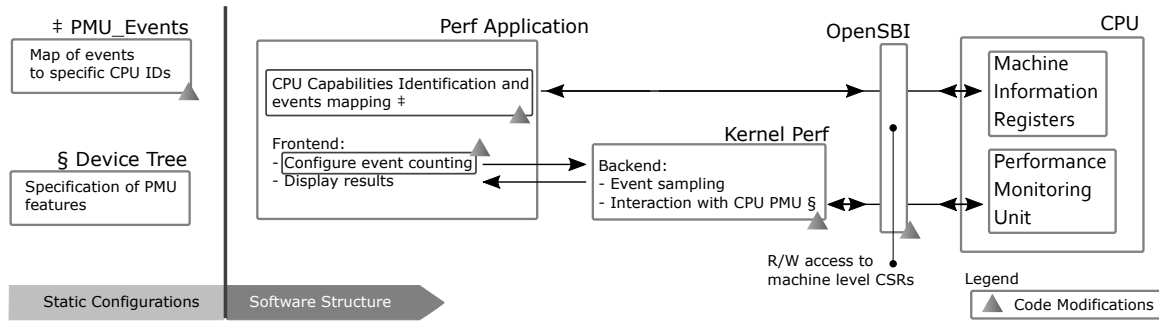 ‡ PMU_Events
Map of events
to specific CPU IDs
§ Device Tree
Specification of PMU
features
Static Configurations
Software Structure
Perf Application
CPU Capabilities Identification and
events mapping ‡
Frontend:
- Configure event counting
- Display results
Kernel Perf
Backend:
- Event sampling
- Interaction with CPU PMU §
OpenSBI
R/W access to
machine level CSRs
CPU
Machine
Information
Registers
Performance
Monitoring
Unit
Legend
Code Modifications